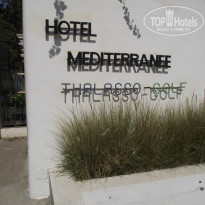 TOP HOTELS
HOTEL
MEDITERRANEE
THALASSO-GOLF